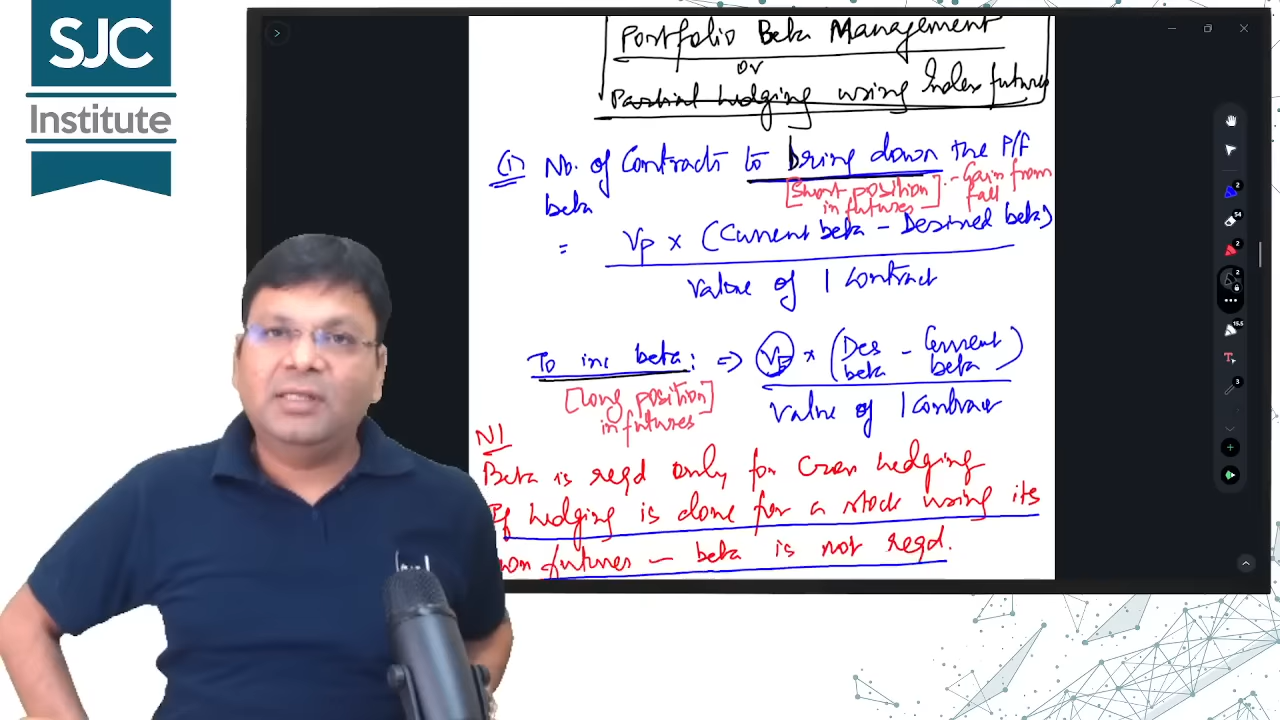 SJC
Institute
Portfolio Beta Management
or
Partial hedging using Index futures
(1) No. of Contracts to bring down the P/F
beta
[Short position in futures] - Gain from fall
= VP × (Current beta - Desired beta)
Value of 1 Contract
To inc beta: => VP × (Des beta - Current beta)
[Long position in futures]
Value of 1 Contract
N1
Beta is reqd only for Cross hedging
If hedging is done for a stock using its
own futures – beta is not reqd.